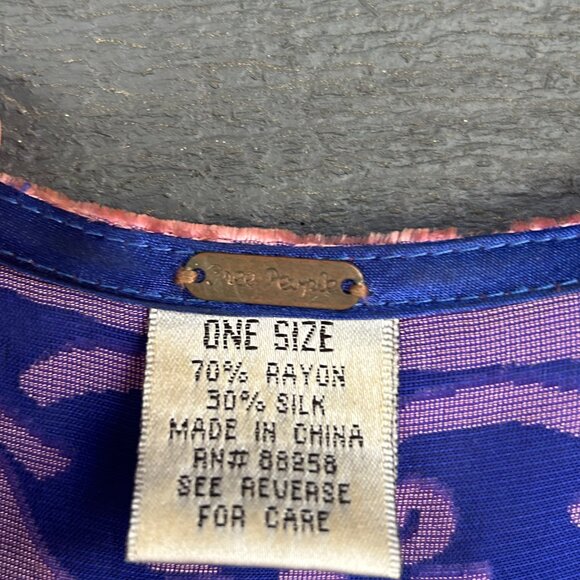 Free People
ONE SIZE
70% RAYON
30% SILK
MADE IN CHINA
RN# 88258
SEE REVERSE
FOR CARE